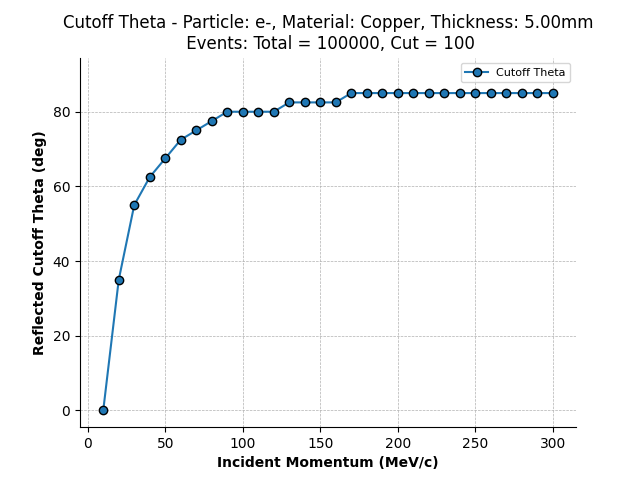 Cutoff Theta - Particle: e-, Material: Copper, Thickness: 5.00mm
Events: Total = 100000, Cut = 100
Cutoff Theta
80
60
40
20
0
Reflected Cutoff Theta (deg)
0 50 100 150 200 250 300
Incident Momentum (MeV/c)